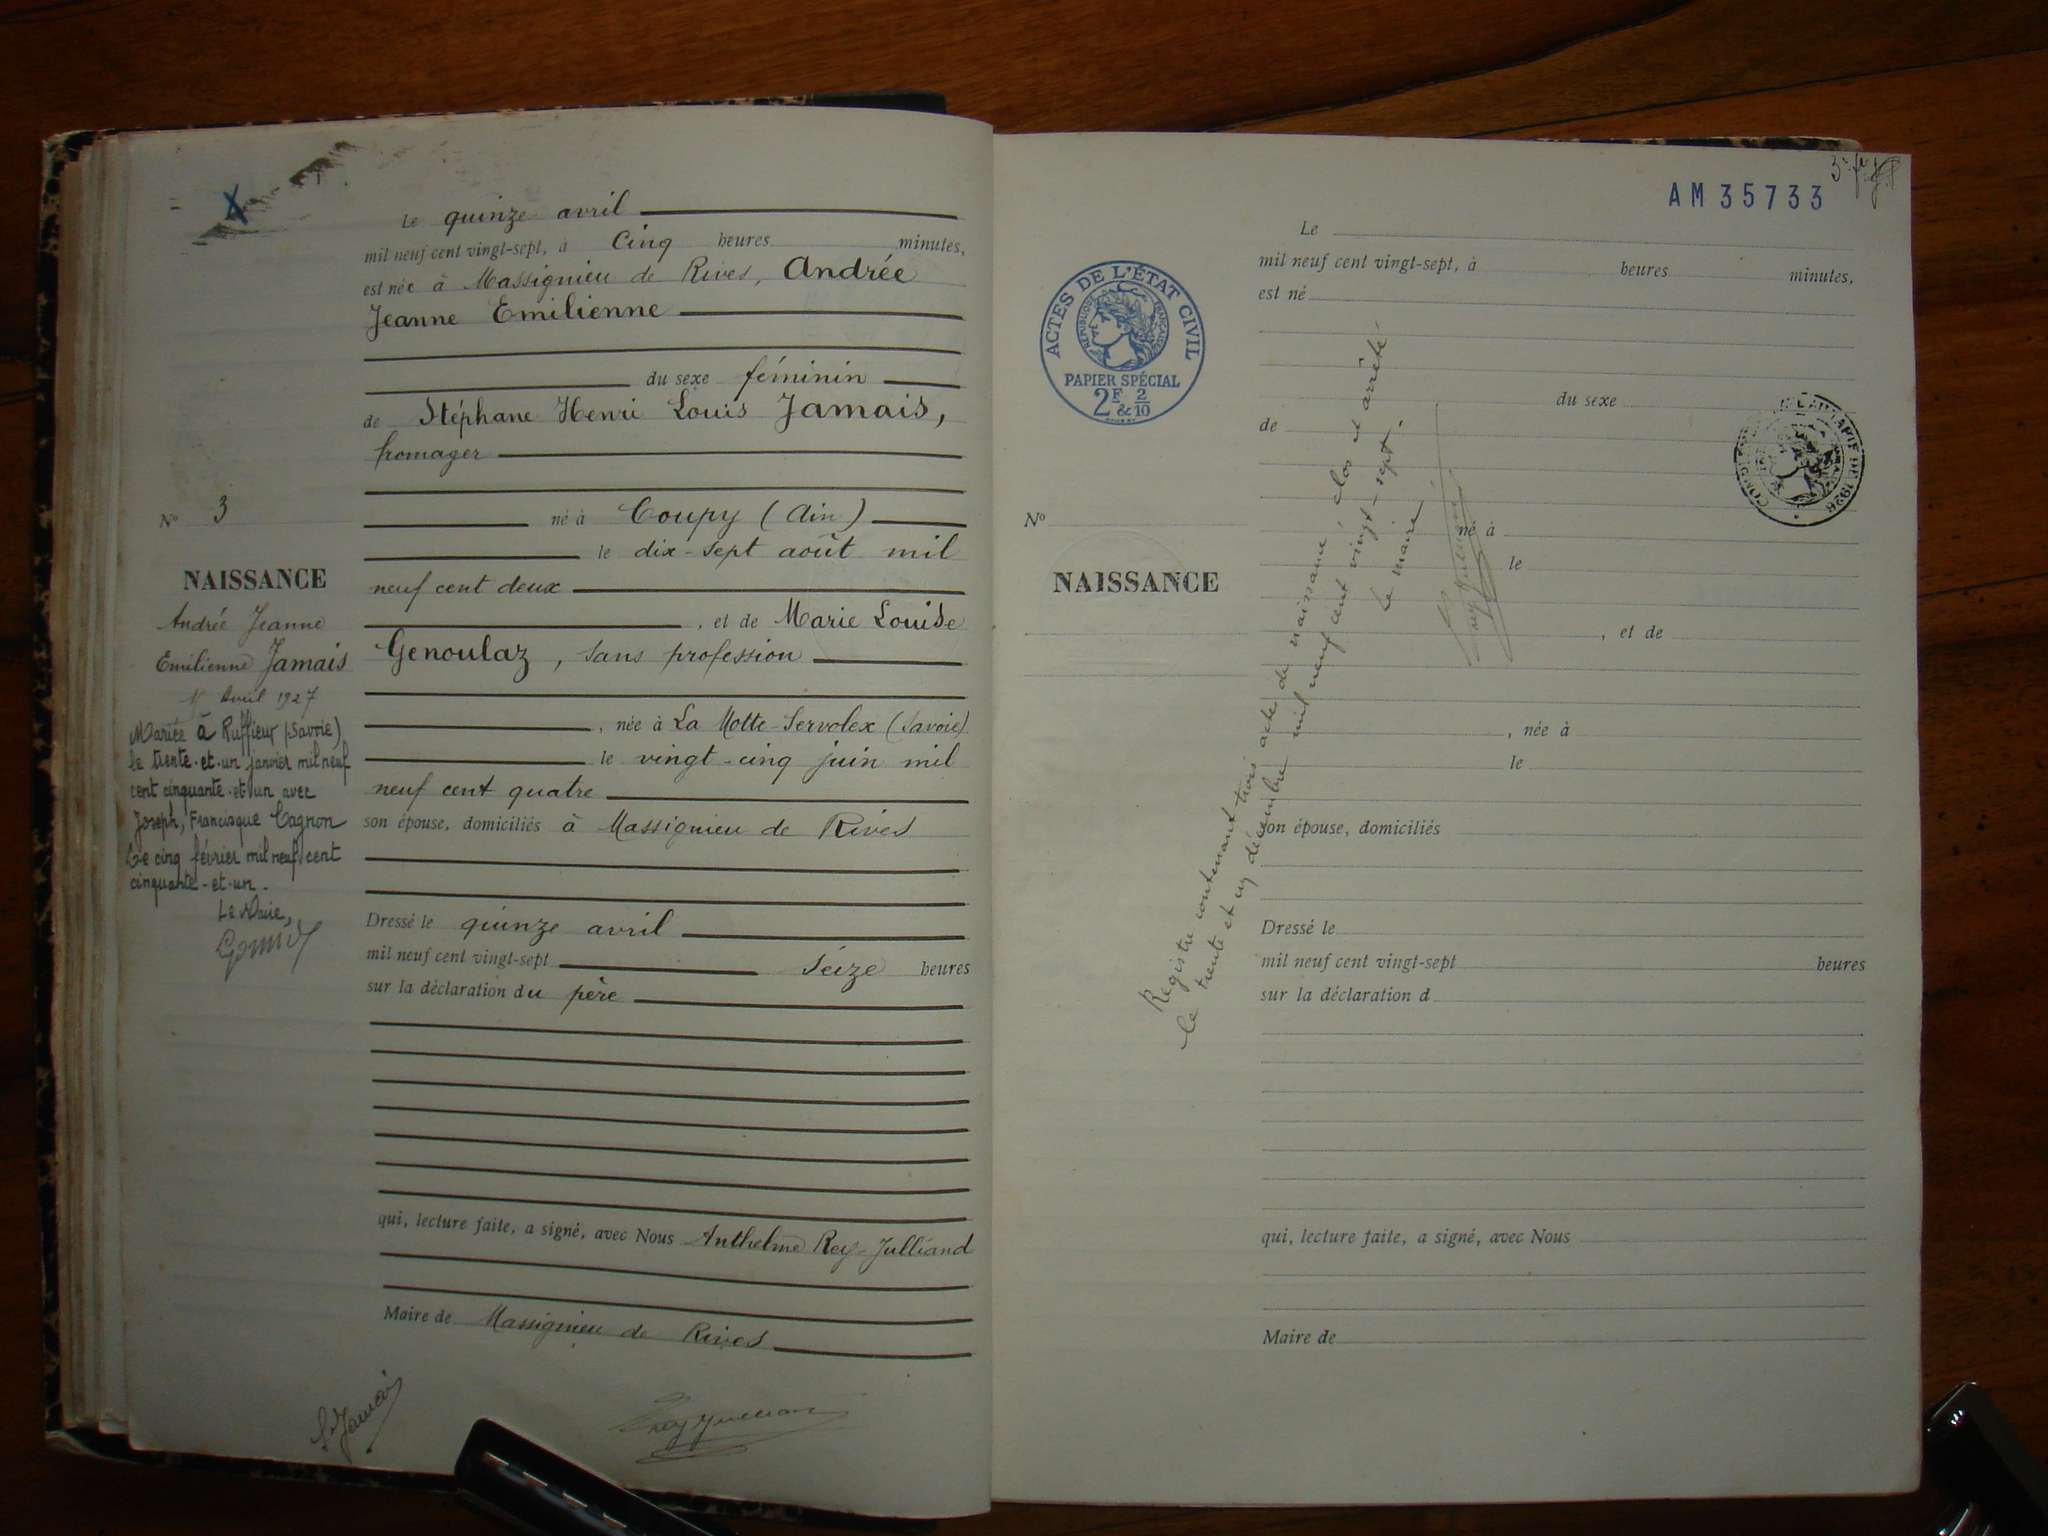 Le quinze avril
mil neuf cent vingt-sept, à Cinq heures minutes,
est née à Massignieu de Rives, Andrée
Jeanne Emilienne
du sexe féminin
de Stéphane Henri Louis Jamais,
fromager
né à Coupy (Ain)
le dix-sept août mil
neuf cent deux
, et de Marie Louise
Genoulaz, sans profession
, née à La Motte-Servolex (Savoie)
le vingt-cinq juin mil
neuf cent quatre
son épouse, domiciliés à Massignieu de Rives
Dressé le quinze avril
mil neuf cent vingt-sept seize heures
sur la déclaration du père
qui, lecture faite, a signé, avec Nous Anthelme Rey-Julliand
Maire de Massignieu de Rives
S. Jamais
N° 3
NAISSANCE
Andrée Jeanne
Emilienne Jamais
Avril 1927
Mariée à Ruffieux (Savoie)
le trente-et-un janvier mil neuf
cent cinquante-et-un avec
Joseph, Francisque Cagnon
Le cinq février mil neuf cent
cinquante-et-un.
Le Maire,
AM 35733
ACTES DE L'ÉTAT CIVIL
RÉPUBLIQUE FRANÇAISE
PAPIER SPÉCIAL
2F & 2/10
N°
NAISSANCE
Le
mil neuf cent vingt-sept, à heures minutes,
est né
du sexe
de
né à
le
, et de
, née à
le
son épouse, domiciliés
Dressé le
mil neuf cent vingt-sept heures
sur la déclaration d
qui, lecture faite, a signé, avec Nous
Maire de
Registre contenant trois actes de naissance clos et arrêté
le trente et un décembre mil neuf cent vingt-sept.
Le maire